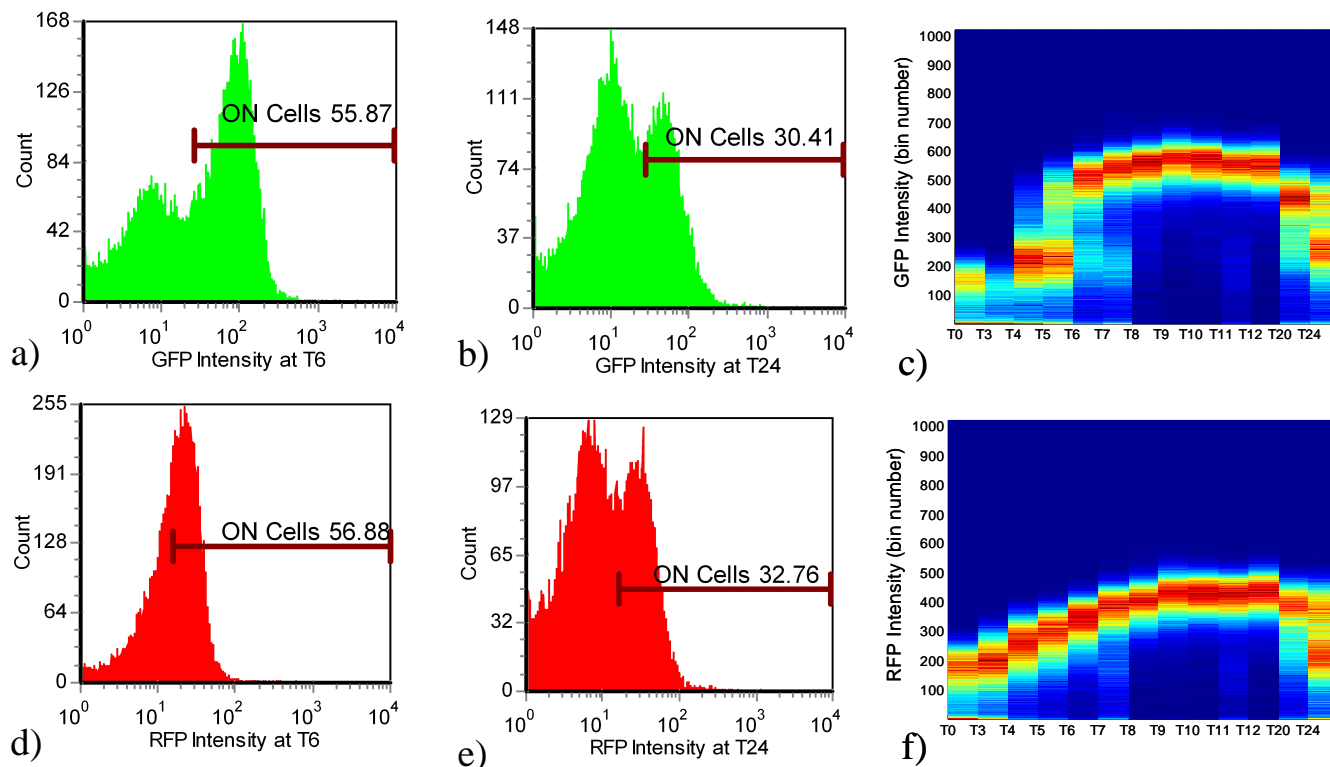 168
126
84
42
0
Count
ON Cells 55.87
10^0 10^1 10^2 10^3 10^4
GFP Intensity at T6
a)
148
111
74
37
0
Count
ON Cells 30.41
10^0 10^1 10^2 10^3 10^4
GFP Intensity at T24
b)
1000
900
800
700
600
500
400
300
200
100
GFP Intensity (bin number)
T0 T3 T4 T5 T6 T7 T8 T9 T10 T11 T12 T20 T24
c)
255
191
128
64
0
Count
ON Cells 56.88
10^0 10^1 10^2 10^3 10^4
RFP Intensity at T6
d)
129
97
65
32
0
Count
ON Cells 32.76
10^0 10^1 10^2 10^3 10^4
RFP Intensity at T24
e)
1000
900
800
700
600
500
400
300
200
100
RFP Intensity (bin number)
T0 T3 T4 T5 T6 T7 T8 T9 T10 T11 T12 T20 T24
f)